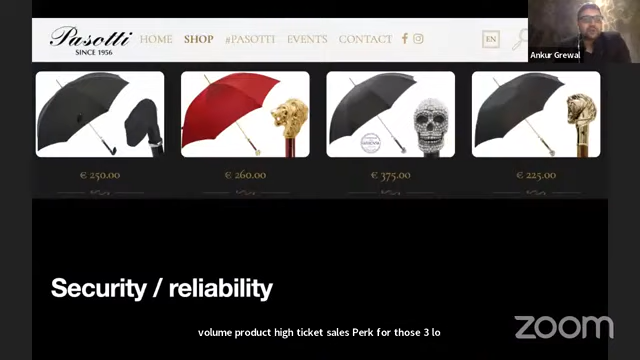 Pasotti
SINCE 1956
HOME SHOP #PASOTTI EVENTS CONTACT
EN
Ankur Grewal
€ 250.00 € 260.00 € 375.00 € 225.00
Security / reliability
volume product high ticket sales Perk for those 3 lo
zoom